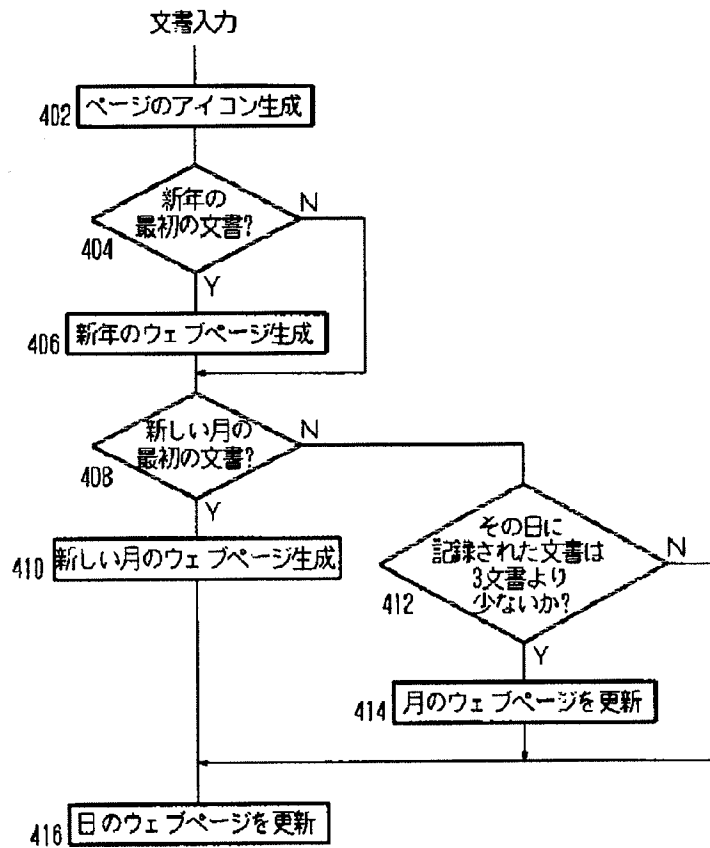 文書入力
402
ページのアイコン生成
新年の
最初の文書?
N
404
Y
406
新年のウェブページ生成
新しい月の
最初の文書?
N
408
Y
410
新しい月のウェブページ生成
その日に
記録された文書は
3文書より
少ないか?
N
412
Y
414
月のウェブページを更新
416
日のウェブページを更新